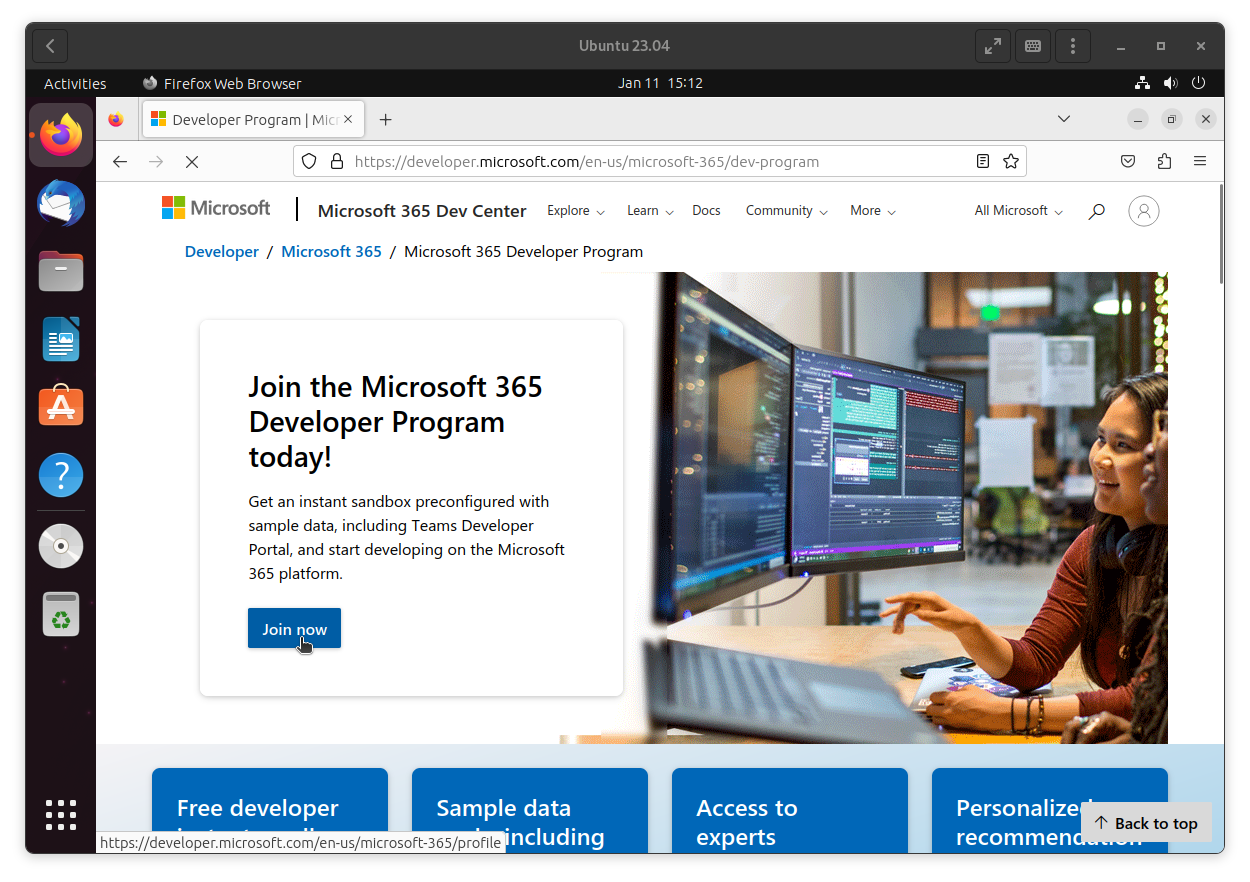 Ubuntu 23.04
Activities
Firefox Web Browser
Jan 11 15:12
Developer Program | Micr
https://developer.microsoft.com/en-us/microsoft-365/dev-program
Microsoft
Microsoft 365 Dev Center
Explore
Learn
Docs
Community
More
All Microsoft
Developer / Microsoft 365 / Microsoft 365 Developer Program
Join the Microsoft 365
Developer Program
today!
Get an instant sandbox preconfigured with
sample data, including Teams Developer
Portal, and start developing on the Microsoft
365 platform.
Join now
Free developer
Sample data
including
Access to
experts
Personalized
recommendation
Back to top
https://developer.microsoft.com/en-us/microsoft-365/profile